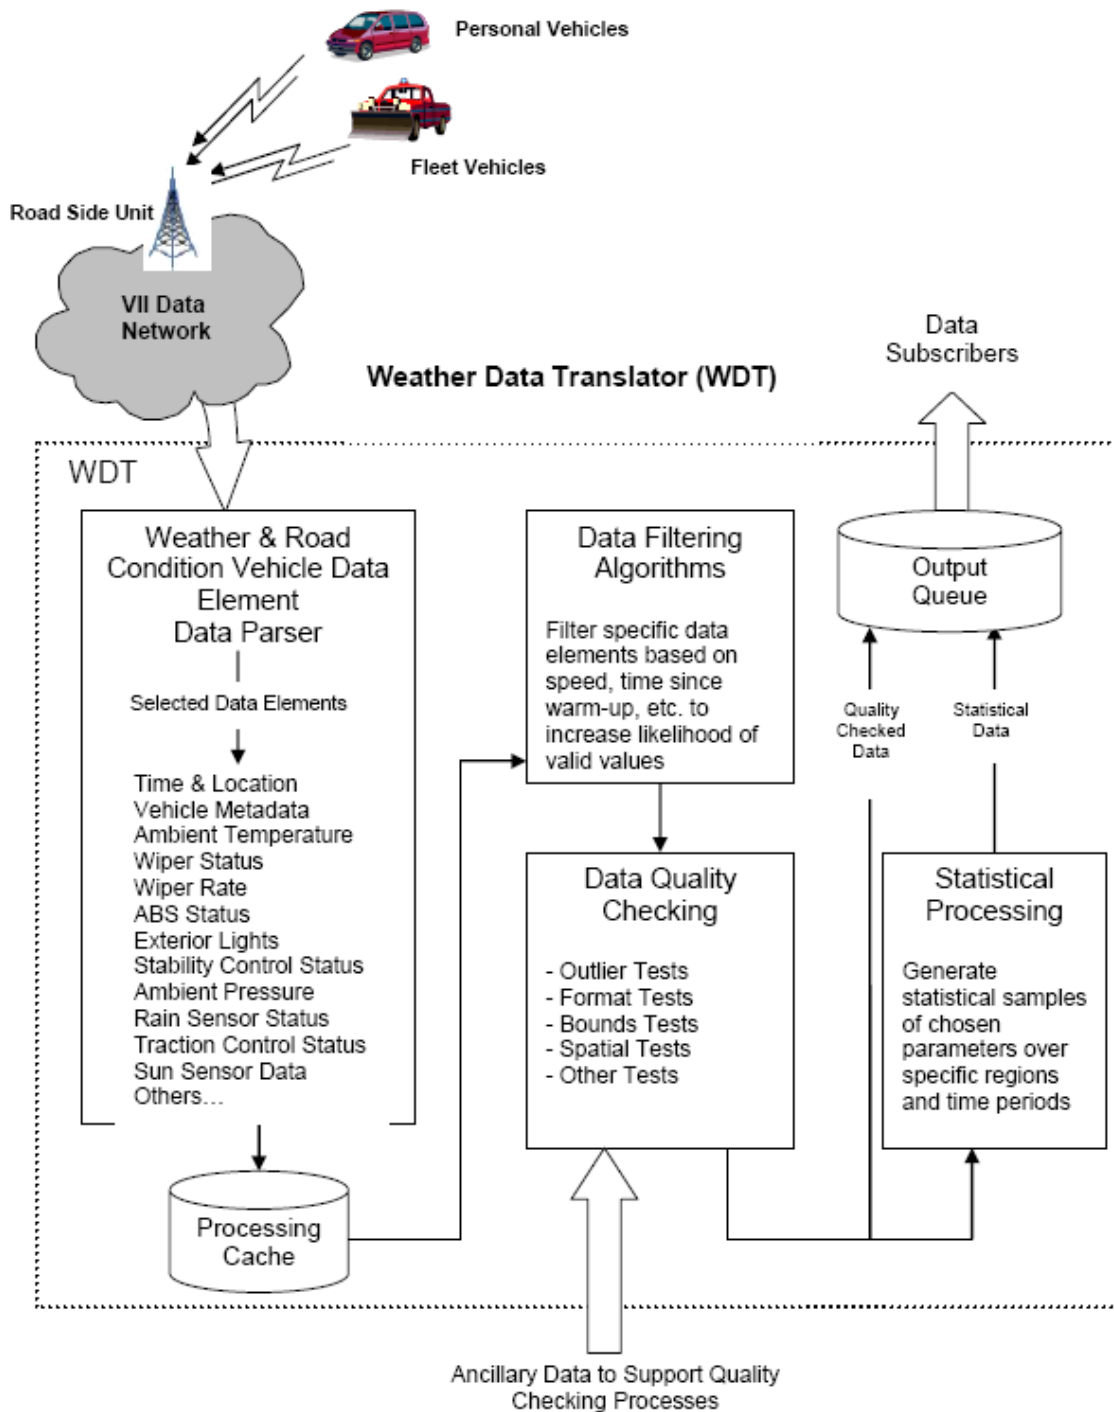 Personal Vehicles
Fleet Vehicles
Road Side Unit
VII Data
Network
Data
Subscribers
Weather Data Translator (WDT)
WDT
Weather & Road
Condition Vehicle Data
Element
Data Parser
Selected Data Elements
Time & Location
Vehicle Metadata
Ambient Temperature
Wiper Status
Wiper Rate
ABS Status
Exterior Lights
Stability Control Status
Ambient Pressure
Rain Sensor Status
Traction Control Status
Sun Sensor Data
Others…
Processing
Cache
Data Filtering
Algorithms
Filter specific data
elements based on
speed, time since
warm-up, etc. to
increase likelihood of
valid values
Data Quality
Checking
- Outlier Tests
- Format Tests
- Bounds Tests
- Spatial Tests
- Other Tests
Output
Queue
Quality
Checked
Data
Statistical
Data
Statistical
Processing
Generate
statistical samples
of chosen
parameters over
specific regions
and time periods
Ancillary Data to Support Quality
Checking Processes